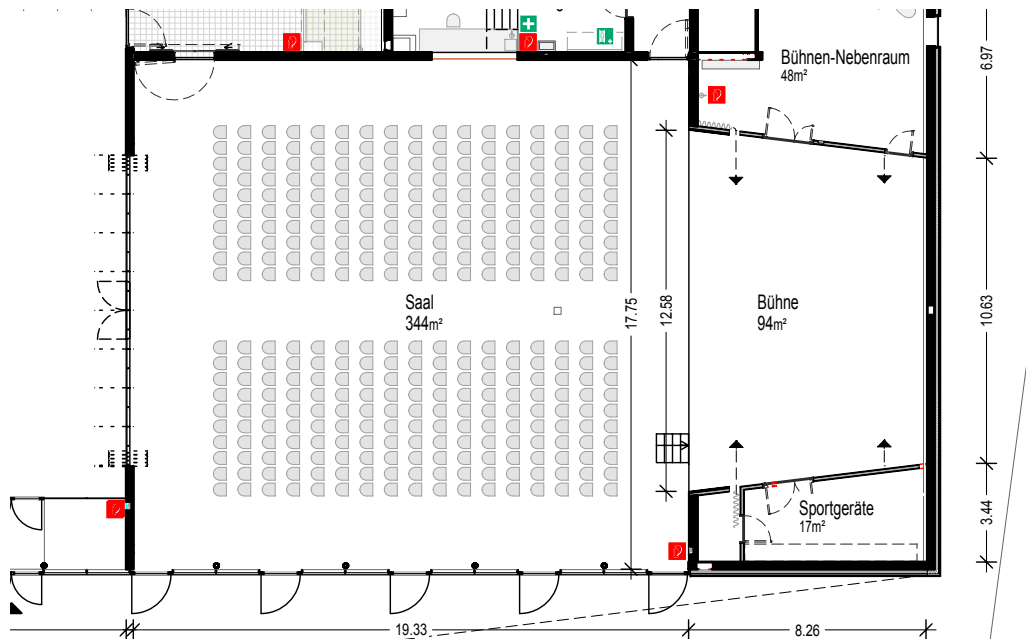 Bühnen-Nebenraum
48m²
6.97
Saal
344m²
17.75
12.58
Bühne
94m²
10.63
Sportgeräte
17m²
3.44
19.33
8.26